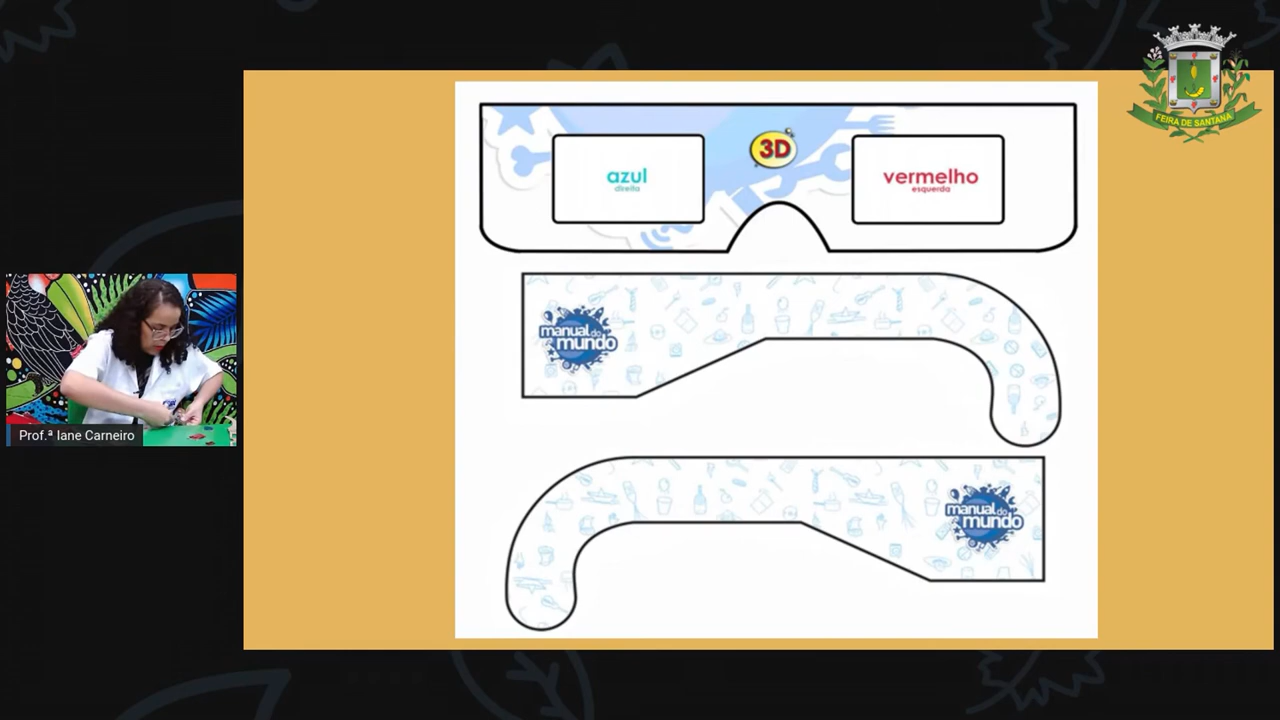 FEIRA DE SANTANA
3D
azul
direita
vermelho
esquerda
manual do
mundo
Prof.ª Iane Carneiro
manual do
mundo